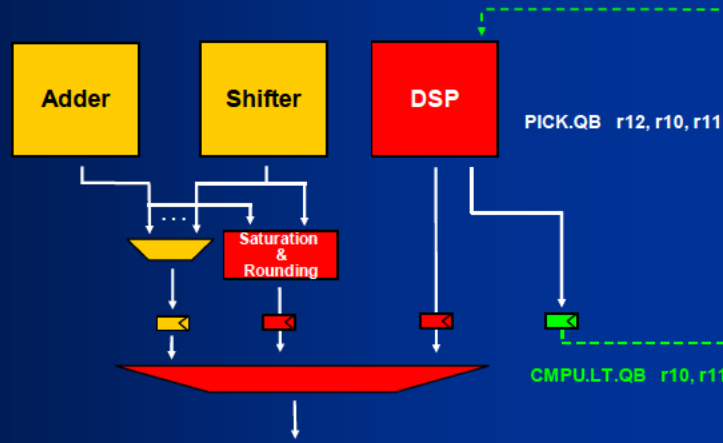 Adder
Shifter
DSP
PICK.QB r12, r10, r11
...
Saturation
&
Rounding
CMPU.LT.QB r10, r11